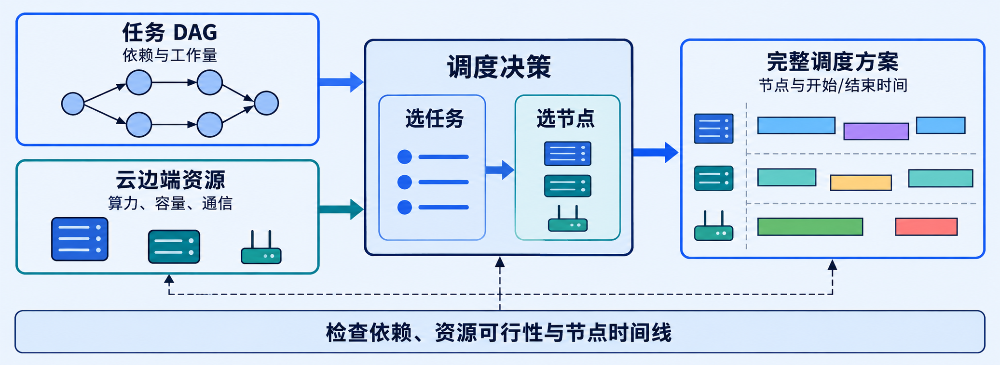 任务 DAG
依赖与工作量
云边端资源
算力、容量、通信
调度决策
选任务
选节点
完整调度方案
节点与开始/结束时间
检查依赖、资源可行性与节点时间线